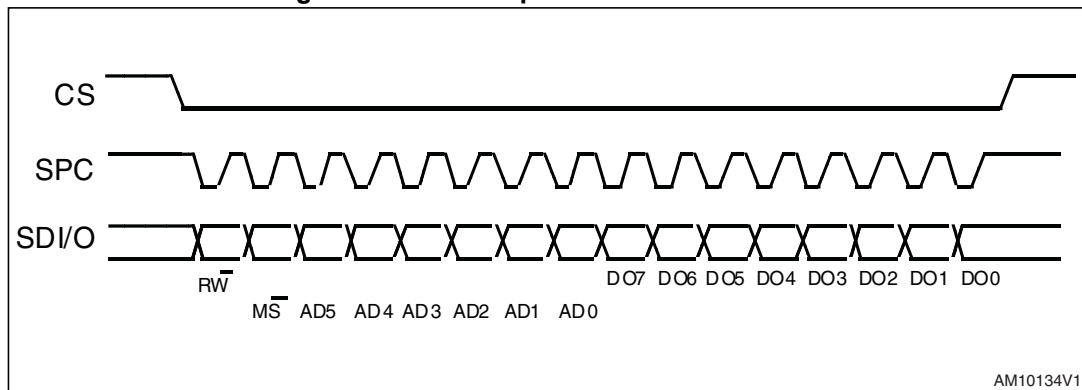 CS
SPC
SDI/O
RW
DO7 DO6 DO5 DO4 DO3 DO2 DO1 DO0
MS AD5 AD4 AD3 AD2 AD1 AD0
AM10134V1